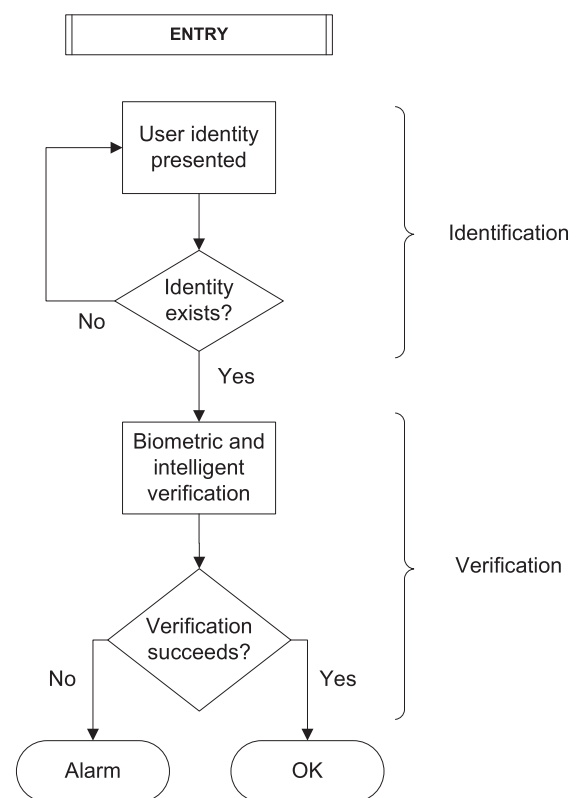 ENTRY
User identity
presented
Identification
Identity
exists?
No
Yes
Biometric and
intelligent
verification
Verification
Verification
succeeds?
No
Yes
Alarm
OK